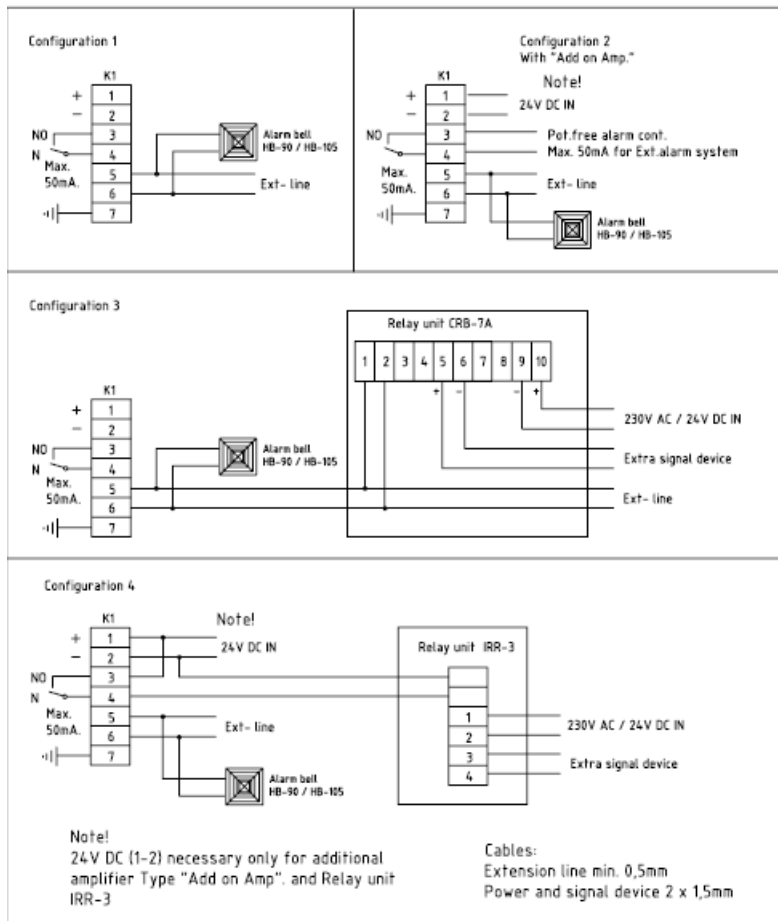 Configuration 1
K1
+
1
-
2
NO
3
N
4
Max.
50mA.
5
6
7
Alarm bell
HB-90 / HB-105
Ext- line
Configuration 2
With "Add on Amp."
Note!
K1
+
1
-
2
24V DC IN
NO
3
Pot.free alarm cont.
N
4
Max. 50mA for Ext.alarm system
Max.
50mA.
5
6
7
Ext- line
Alarm bell
HB-90 / HB-105
Configuration 3
Relay unit CRB-7A
1 2 3 4 5 6 7 8 9 10
+ - - +
K1
+
1
-
2
NO
3
N
4
Max.
50mA.
5
6
7
Alarm bell
HB-90 / HB-105
230V AC / 24V DC IN
Extra signal device
Ext- line
Configuration 4
K1
Note!
+
1
-
2
24V DC IN
NO
3
N
4
Max.
50mA.
5
6
7
Ext- line
Alarm bell
HB-90 / HB-105
Relay unit IRR-3
1
2
3
4
230V AC / 24V DC IN
Extra signal device
Note!
24V DC (1-2) necessary only for additional
amplifier Type "Add on Amp". and Relay unit
IRR-3
Cables:
Extension line min. 0,5mm
Power and signal device 2 x 1,5mm